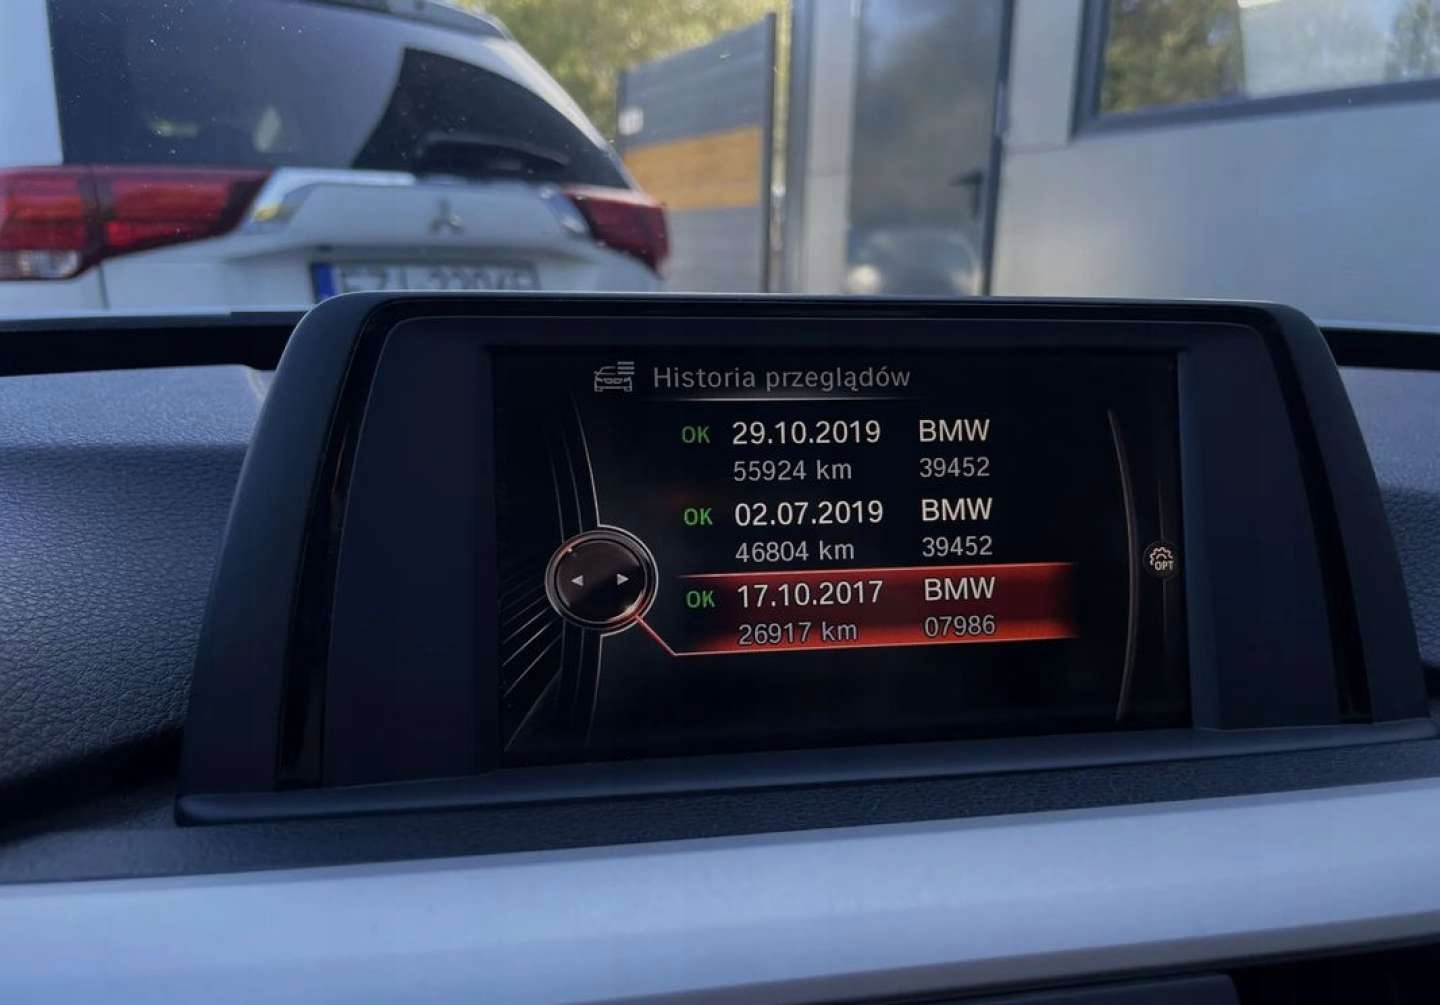 Historia przeglądów
OK 29.10.2019 BMW
55924 km 39452
OK 02.07.2019 BMW
46804 km 39452
OK 17.10.2017 BMW
26917 km 07986
OPT